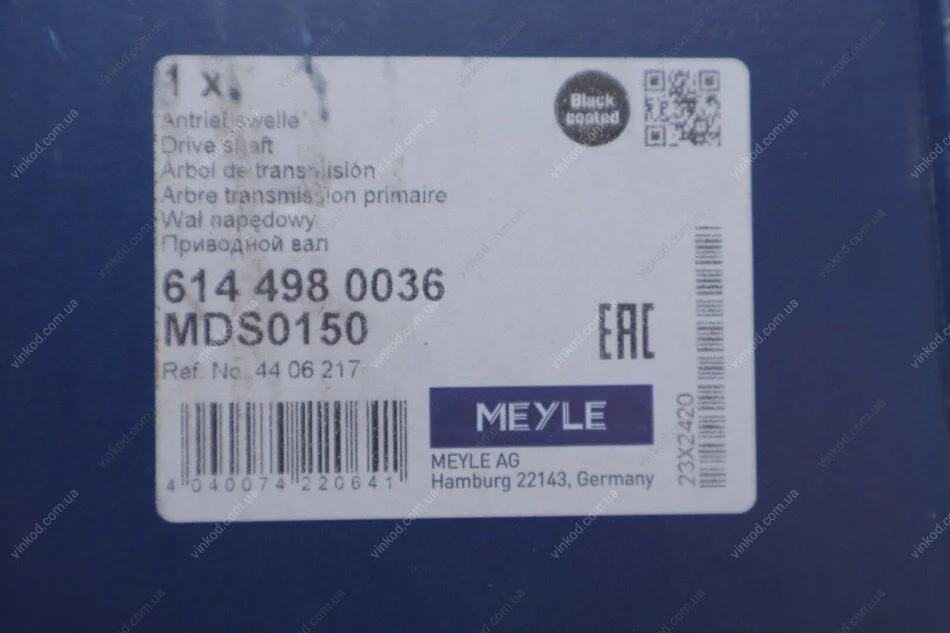 1 x
Antriebswelle
Drive shaft
Árbol de transmisión
Arbre transmission primaire
Wał napędowy
Приводной вал
614 498 0036
MDS0150
Ref. No. 44 06 217
4 040074 220641
Black
coated
EAC
MEYLE
MEYLE AG
Hamburg 22143, Germany
23X2420
vinkod.com.ua